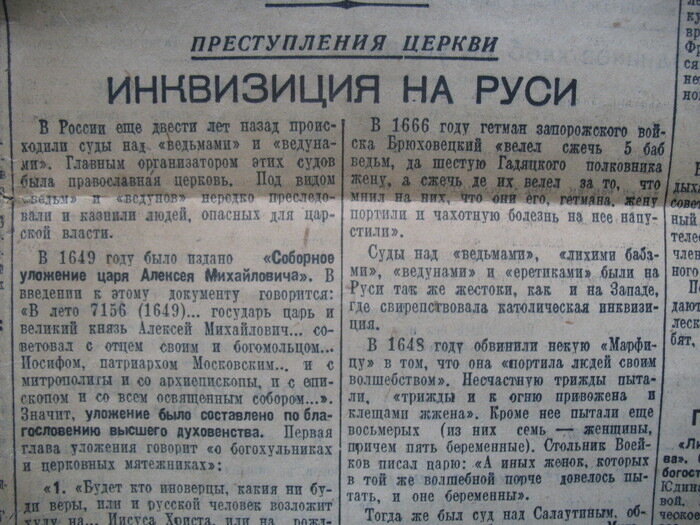 ПРЕСТУПЛЕНИЯ ЦЕРКВИ
ИНКВИЗИЦИЯ НА РУСИ
В России еще двести лет назад проис-
ходили суды над «ведьмами» и «ведуна-
ми». Главным организатором этих судов
была православная церковь. Под видом
«ведьм» и «ведунов» нередко преследо-
вали и казнили людей, опасных для цар-
ской власти.
В 1649 году было издано «Соборное
уложение царя Алексея Михайловича». В
введении к этому документу говорится:
«В лето 7156 (1649)... государь царь и
великий князь Алексей Михайлович... со-
ветовал с отцем своим и богомольцом...
Иосифом, патриархом Московским... и с
митрополиты и со архиепископы, и с епи-
скопом и со всем освященным собором...».
Значит, уложение было составлено по бла-
гословению высшего духовенства. Первая
глава уложения говорит «о богохульниках
и церковных мятежниках»:
«1. «Будет кто иноверцы, какия ни бу-
ди веры, или и русской человек возложит
хулу на... Иисуса Христа, или на рожд-
В 1666 году гетман запорожского вой-
ска Брюховецкий «велел сжечь 5 баб
ведьм, да шестую Гадяцкого полковника
жену, а сжечь де их велел за то, что
мнил на них, что они его, гетмана, жену
портили и чахотную болезнь на нее напу-
стили».
Суды над «ведьмами», «лихими баба-
ми», «ведунами» и «еретиками» были на
Руси так же жестоки, как и на Западе,
где свирепствовала католическая инквизи-
ция.
В 1648 году обвинили некую «Марфи-
цу» в том, что она «портила людей своим
волшебством». Несчастную трижды пыта-
ли, «трижды и к огню привожена и
клещами жжена». Кроме нее пытали еще
восьмерых (из них семь — женщины,
причем пять беременные). Стольник Воей-
ков писал царю: «А иных женок, которых
в той же волшебной порче довелось пы-
тать, и оне беременны».
Тогда же был суд над Салаутиным, об-